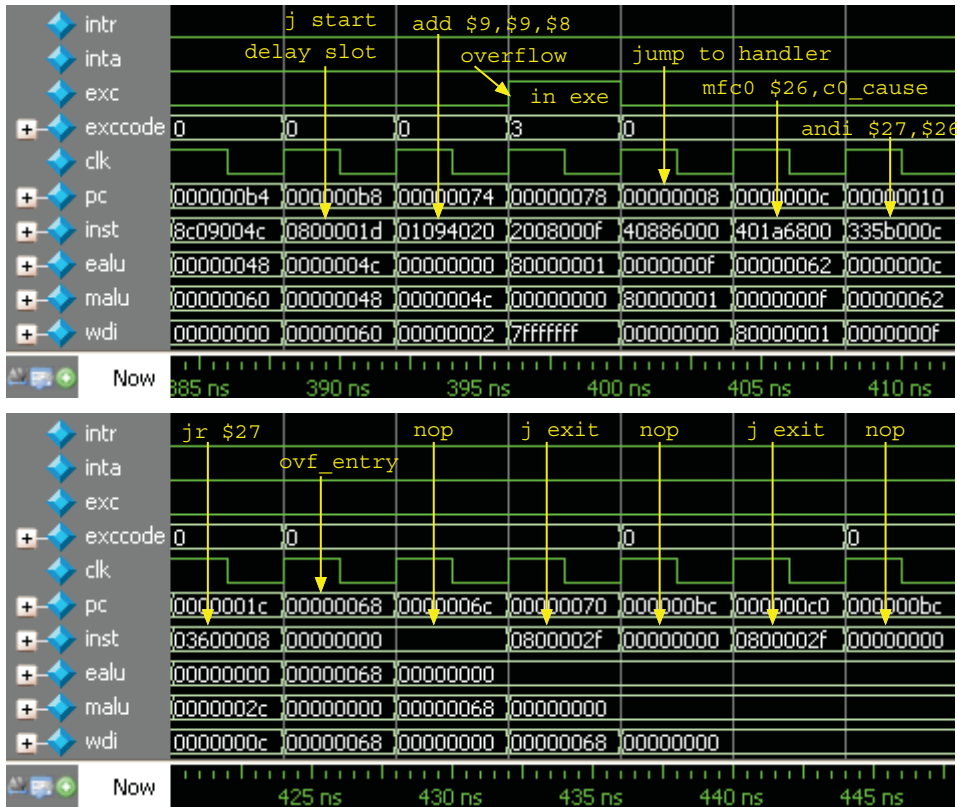 intr j start add $9,$9,$8
inta delay slot overflow jump to handler
exc in exe mfc0 $26,c0_cause
exccode 0 0 0 3 0 andi $27,$26
clk
pc 000000b4 000000b8 00000074 00000078 00000008 0000000c 00000010
inst 8c09004c 0800001d 01094020 2008000f 40886000 401a6800 335b000c
ealu 00000048 0000004c 00000000 80000001 0000000f 00000062 0000000c
malu 00000060 00000048 0000004c 00000000 80000001 0000000f 00000062
wdi 00000000 00000060 00000002 7fffffff 00000000 80000001 0000000f
Now 385 ns 390 ns 395 ns 400 ns 405 ns 410 ns
intr jr $27 nop j exit nop j exit nop
inta ovf_entry
exc
exccode 0 0 0 0
clk
pc 0000001c 00000068 0000006c 00000070 000000bc 000000c0 000000bc
inst 03600008 00000000 0800002f 00000000 0800002f 00000000
ealu 00000000 00000068 00000000
malu 0000002c 00000000 00000068 00000000
wdi 0000000c 00000068 00000000 00000068 00000000
Now 425 ns 430 ns 435 ns 440 ns 445 ns